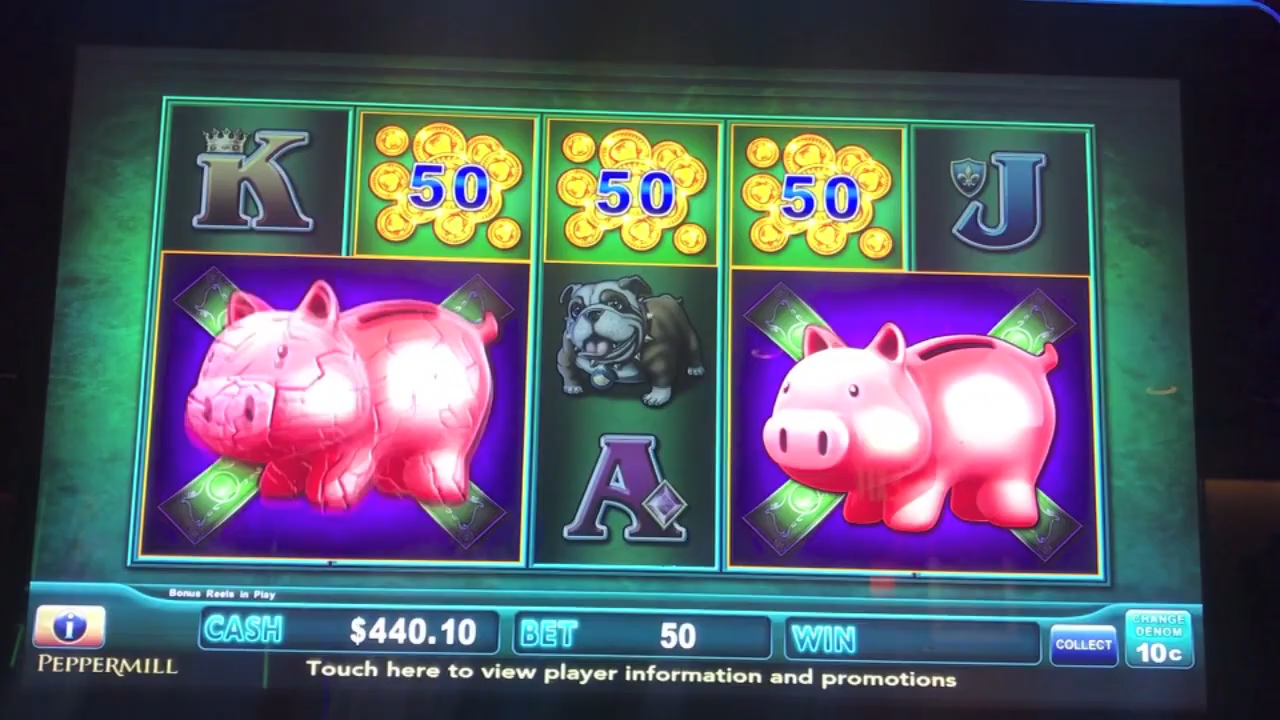 K 50 50 50 J
A
Bonus Reels in Play
CASH $440.10 BET 50 WIN
COLLECT
CHANGE
DENOM
10¢
i
PEPPERMILL
Touch here to view player information and promotions